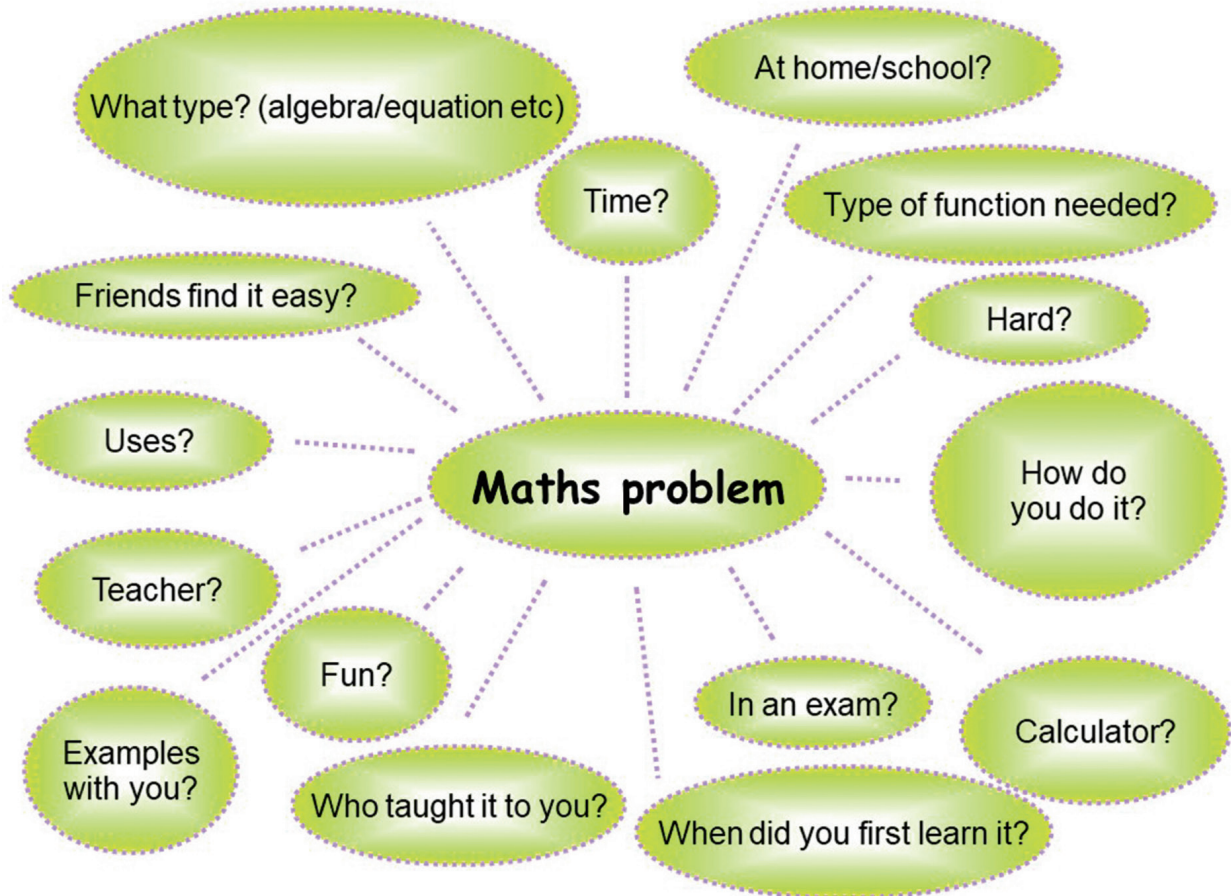 What type? (algebra/equation etc)
At home/school?
Time?
Type of function needed?
Friends find it easy?
Hard?
Uses?
Maths problem
How do
you do it?
Teacher?
Fun?
In an exam?
Calculator?
Examples
with you?
Who taught it to you?
When did you first learn it?